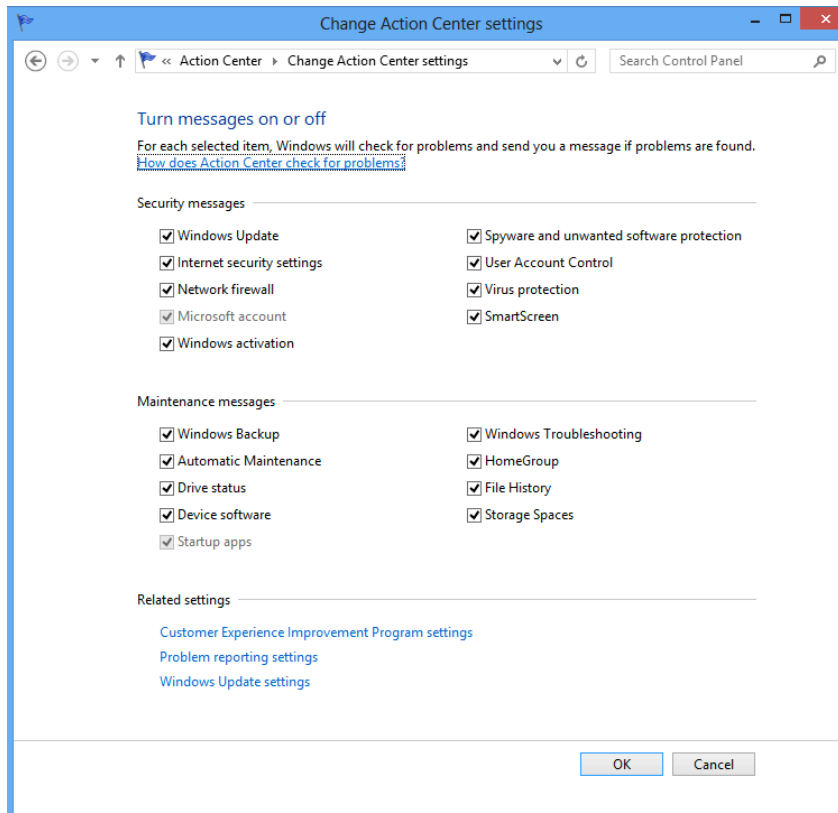 Change Action Center settings
« Action Center Change Action Center settings Search Control Panel
Turn messages on or off
For each selected item, Windows will check for problems and send you a message if problems are found.
How does Action Center check for problems?
Security messages
Windows Update
Internet security settings
Network firewall
Microsoft account
Windows activation
Spyware and unwanted software protection
User Account Control
Virus protection
SmartScreen
Maintenance messages
Windows Backup
Automatic Maintenance
Drive status
Device software
Startup apps
Windows Troubleshooting
HomeGroup
File History
Storage Spaces
Related settings
Customer Experience Improvement Program settings
Problem reporting settings
Windows Update settings
OK Cancel